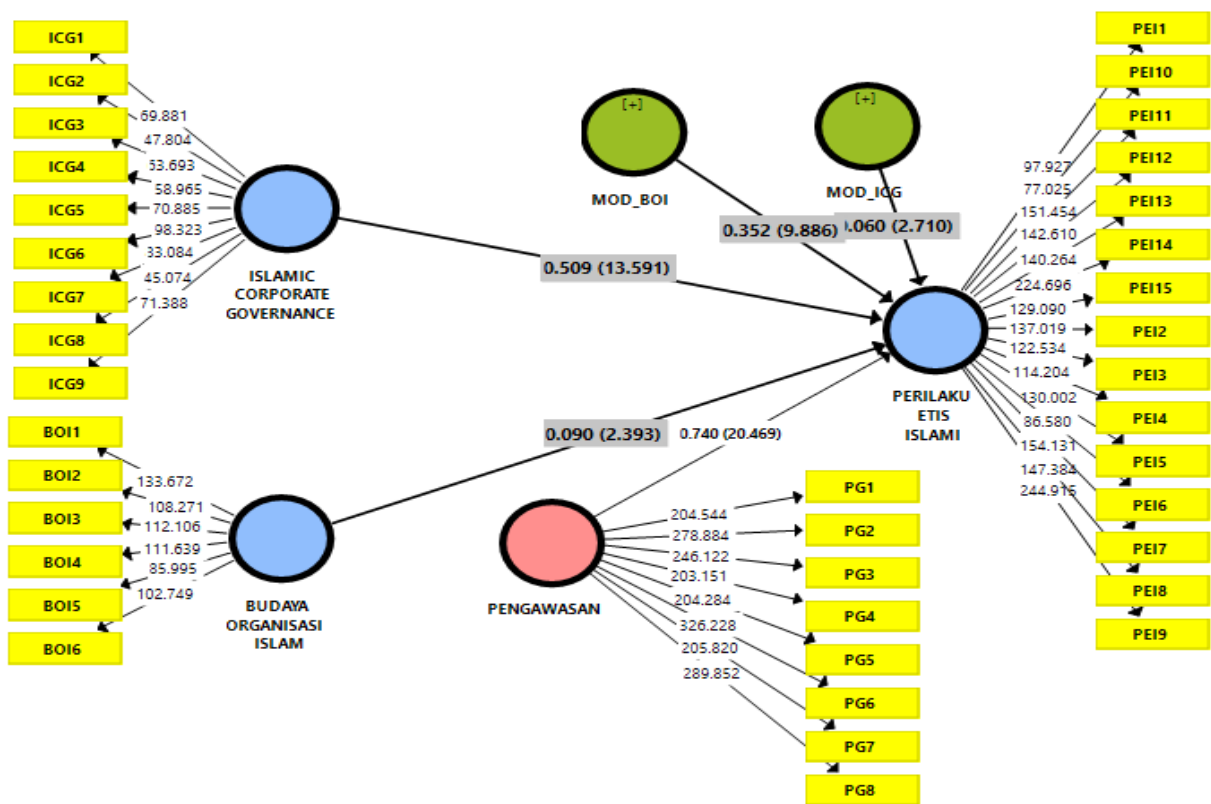 ICG1
ICG2
ICG3
ICG4
ICG5
ICG6
ICG7
ICG8
ICG9
69.881
47.804
53.693
58.965
70.885
98.323
33.084
45.074
71.388
ISLAMIC
CORPORATE
GOVERNANCE
0.509 (13.591)
[+]
MOD_BOI
0.352 (9.886)
[+]
MOD_ICG
.060 (2.710)
BOI1
BOI2
BOI3
BOI4
BOI5
BOI6
133.672
108.271
112.106
111.639
85.995
102.749
BUDAYA
ORGANISASI
ISLAM
0.090 (2.393)
0.740 (20.469)
PENGAWASAN
204.544
278.884
246.122
203.151
204.284
326.228
205.820
289.852
PG1
PG2
PG3
PG4
PG5
PG6
PG7
PG8
PERILAKU
ETIS
ISLAMI
97.927
77.025
151.454
142.610
140.264
224.696
129.090
137.019
122.534
114.204
130.002
86.580
154.131
147.384
244.915
PEI1
PEI10
PEI11
PEI12
PEI13
PEI14
PEI15
PEI2
PEI3
PEI4
PEI5
PEI6
PEI7
PEI8
PEI9